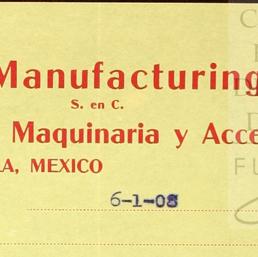 Manufacturing
S. en C.
Maquinaria y Acce
LA, MEXICO
6-1-08